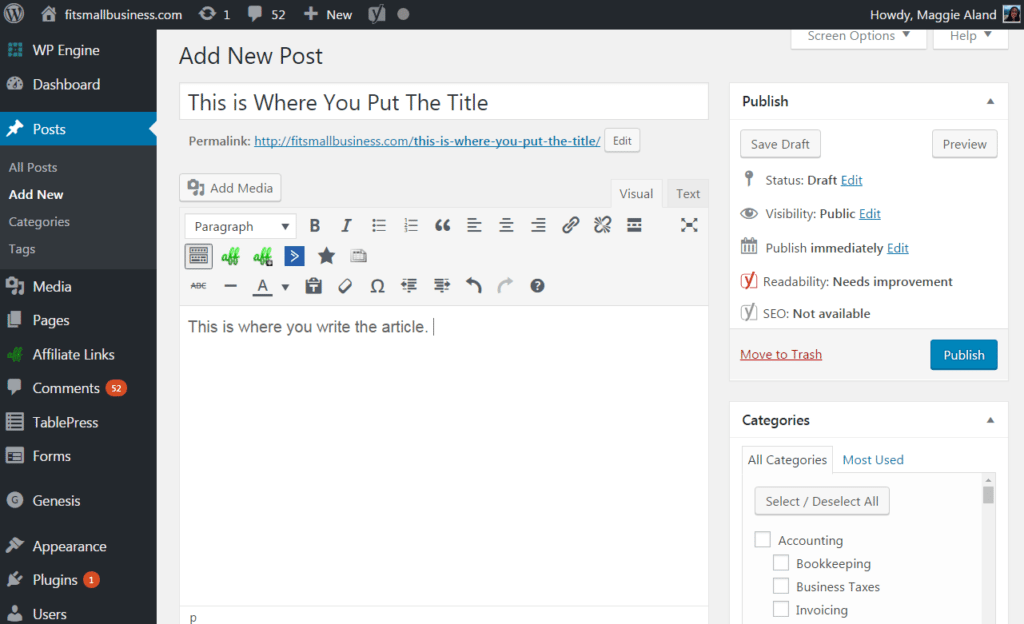 fitsmallbusiness.com 1 52 New Howdy, Maggie Aland
WP Engine
Dashboard
Posts
All Posts
Add New
Categories
Tags
Media
Pages
Affiliate Links
Comments 52
TablePress
Forms
Genesis
Appearance
Plugins 1
Users
Screen Options Help
Add New Post
This is Where You Put The Title
Permalink: http://fitsmallbusiness.com/this-is-where-you-put-the-title/ Edit
Add Media
Visual Text
Paragraph B I
aff aff
ABC A Ω
This is where you write the article.
p
Publish
Save Draft Preview
Status: Draft Edit
Visibility: Public Edit
Publish immediately Edit
Readability: Needs improvement
SEO: Not available
Move to Trash Publish
Categories
All Categories Most Used
Select / Deselect All
Accounting
Bookkeeping
Business Taxes
Invoicing